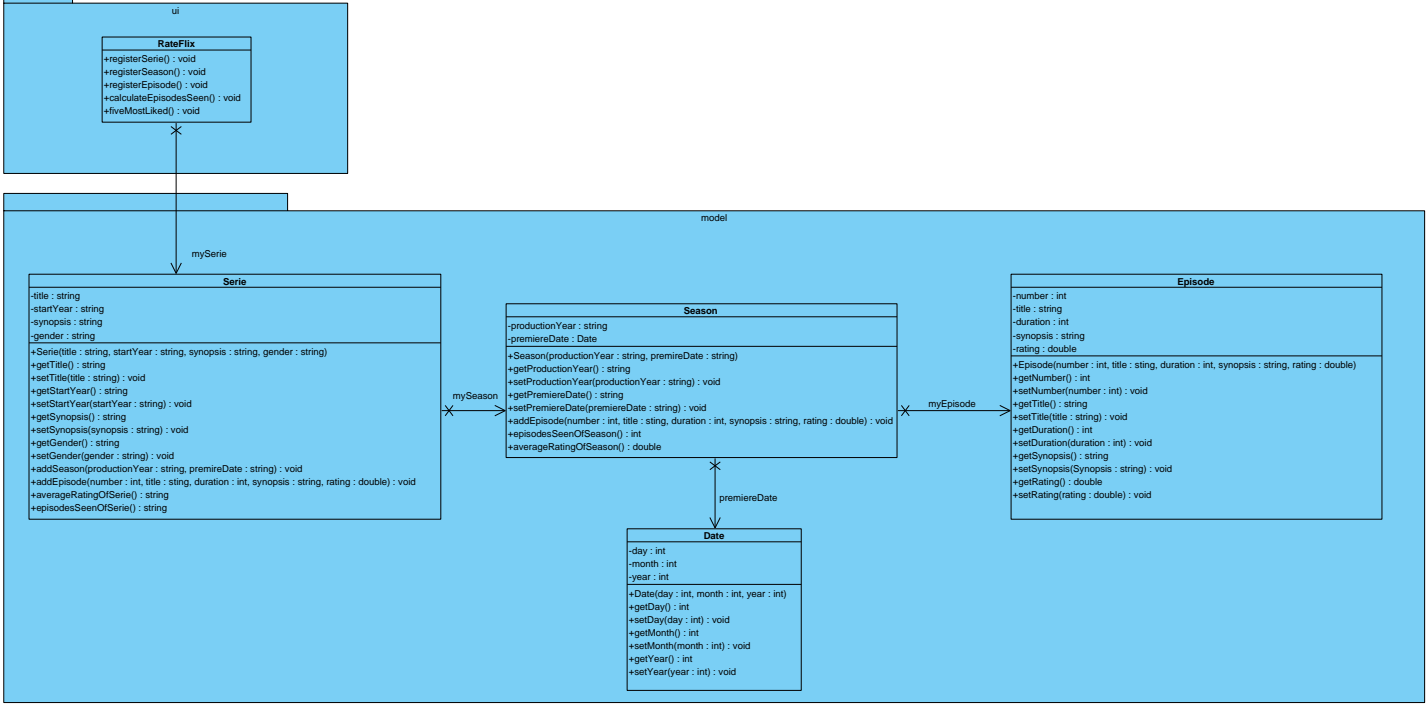 ui
RateFlix
+registerSerie() : void
+registerSeason() : void
+registerEpisode() : void
+calculateEpisodesSeen() : void
+fiveMostLiked() : void
model
mySerie
Serie
-title : string
-startYear : string
-synopsis : string
-gender : string
+Serie(title : string, startYear : string, synopsis : string, gender : string)
+getTitle() : string
+setTitle(title : string) : void
+getStartYear() : string
+setStartYear(startYear : string) : void
+getSynopsis() : string
+setSynopsis(synopsis : string) : void
+getGender() : string
+setGender(gender : string) : void
+addSeason(productionYear : string, premireDate : string) : void
+addEpisode(number : int, title : sting, duration : int, synopsis : string, rating : double) : void
+averageRatingOfSerie() : string
+episodesSeenOfSerie() : string
mySeason
Season
-productionYear : string
-premiereDate : Date
+Season(productionYear : string, premireDate : string)
+getProductionYear() : string
+setProductionYear(productionYear : string) : void
+getPremiereDate() : string
+setPremiereDate(premiereDate : string) : void
+addEpisode(number : int, title : sting, duration : int, synopsis : string, rating : double) : void
+episodesSeenOfSeason() : int
+averageRatingOfSeason() : double
myEpisode
Episode
-number : int
-title : string
-duration : int
-synopsis : string
-rating : double
+Episode(number : int, title : sting, duration : int, synopsis : string, rating : double)
+getNumber() : int
+setNumber(number : int) : void
+getTitle() : string
+setTitle(title : string) : void
+getDuration() : int
+setDuration(duration : int) : void
+getSynopsis() : string
+setSynopsis(Synopsis : string) : void
+getRating() : double
+setRating(rating : double) : void
premiereDate
Date
-day : int
-month : int
-year : int
+Date(day : int, month : int, year : int)
+getDay() : int
+setDay(day : int) : void
+getMonth() : int
+setMonth(month : int) : void
+getYear() : int
+setYear(year : int) : void